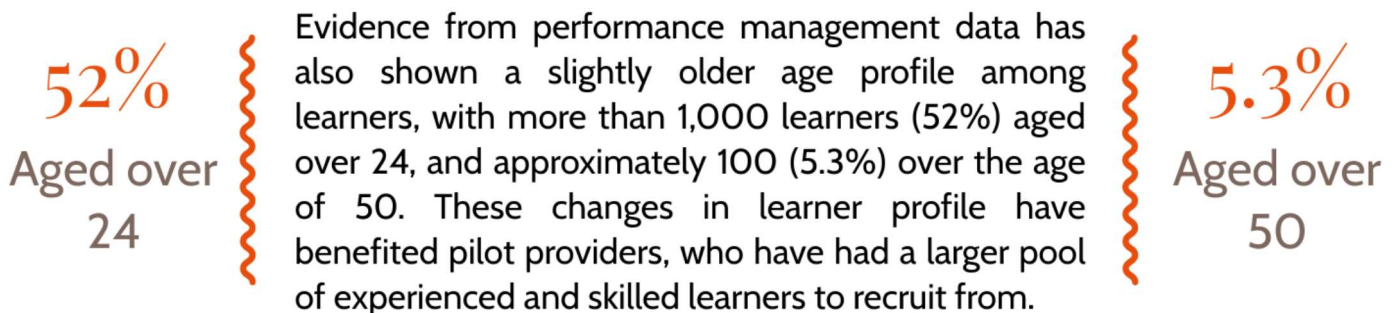 52%
Aged over
24
Evidence from performance management data has
also shown a slightly older age profile among
learners, with more than 1,000 learners (52%) aged
over 24, and approximately 100 (5.3%) over the age
of 50. These changes in learner profile have
benefited pilot providers, who have had a larger pool
of experienced and skilled learners to recruit from.
5.3%
Aged over
50